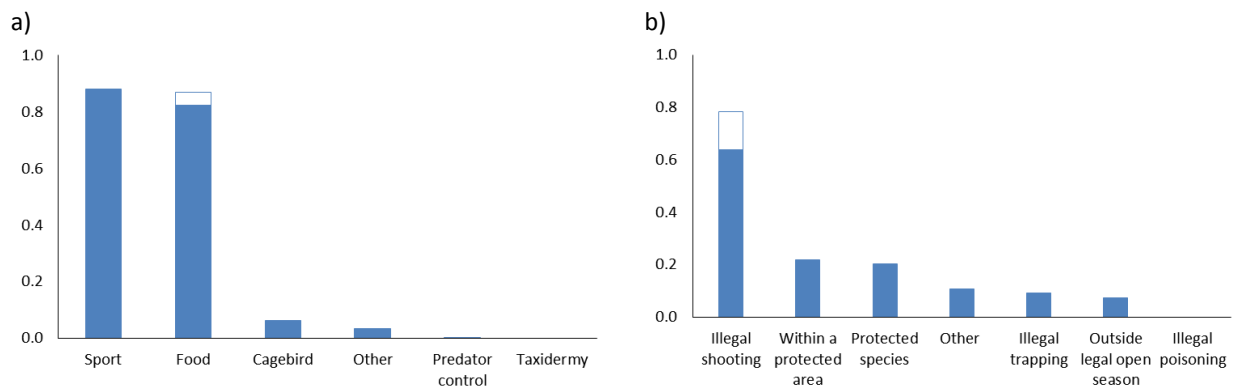 a)
1.0
0.8
0.6
0.4
0.2
0.0
Sport
Food
Cagebird
Other
Predator
control
Taxidermy
b)
1.0
0.8
0.6
0.4
0.2
0.0
Illegal
shooting
Within a
protected
area
Protected
species
Other
Illegal
trapping
Outside
legal open
season
Illegal
poisoning